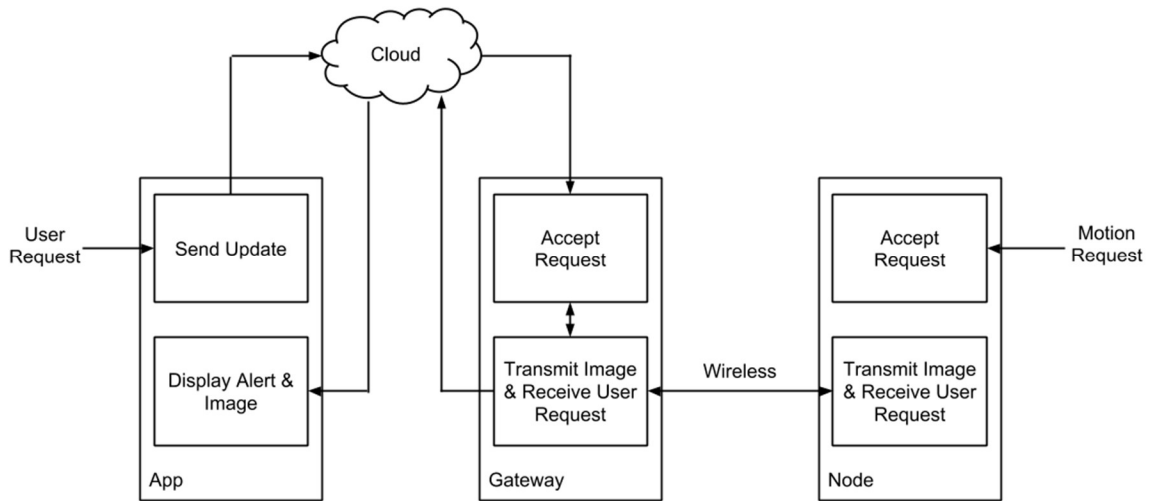 Cloud
User
Request
Send Update
Display Alert &
Image
App
Accept
Request
Transmit Image
& Receive User
Request
Gateway
Wireless
Accept
Request
Transmit Image
& Receive User
Request
Node
Motion
Request